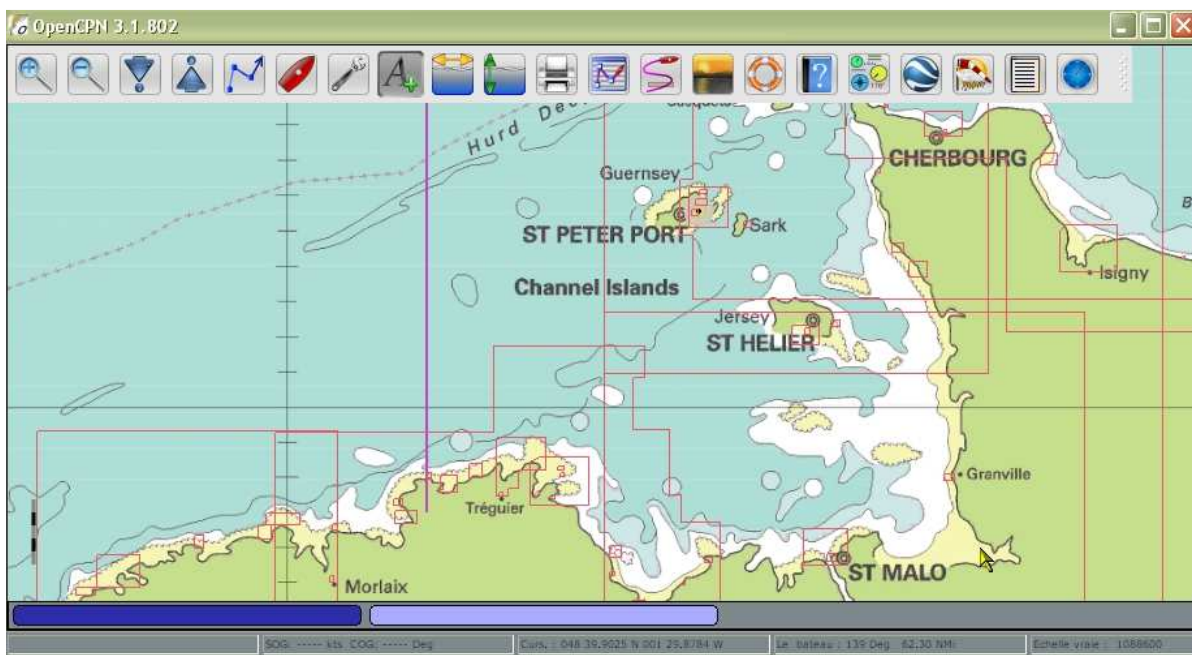 OpenCPN 3.1.802
Hurd
Guernsey
CHERBOURG
ST PETER PORT
Sark
B
Isigny
Channel Islands
Jersey
ST HELIER
Granville
Tréguier
ST MALO
Morlaix
SOG: ----- kts COG: ----- Deg
Curs. : 048 39.9025 N 001 29.8784 W
Le bateau : 139 Deg 62.30 NMi
Echelle vraie : 1088600